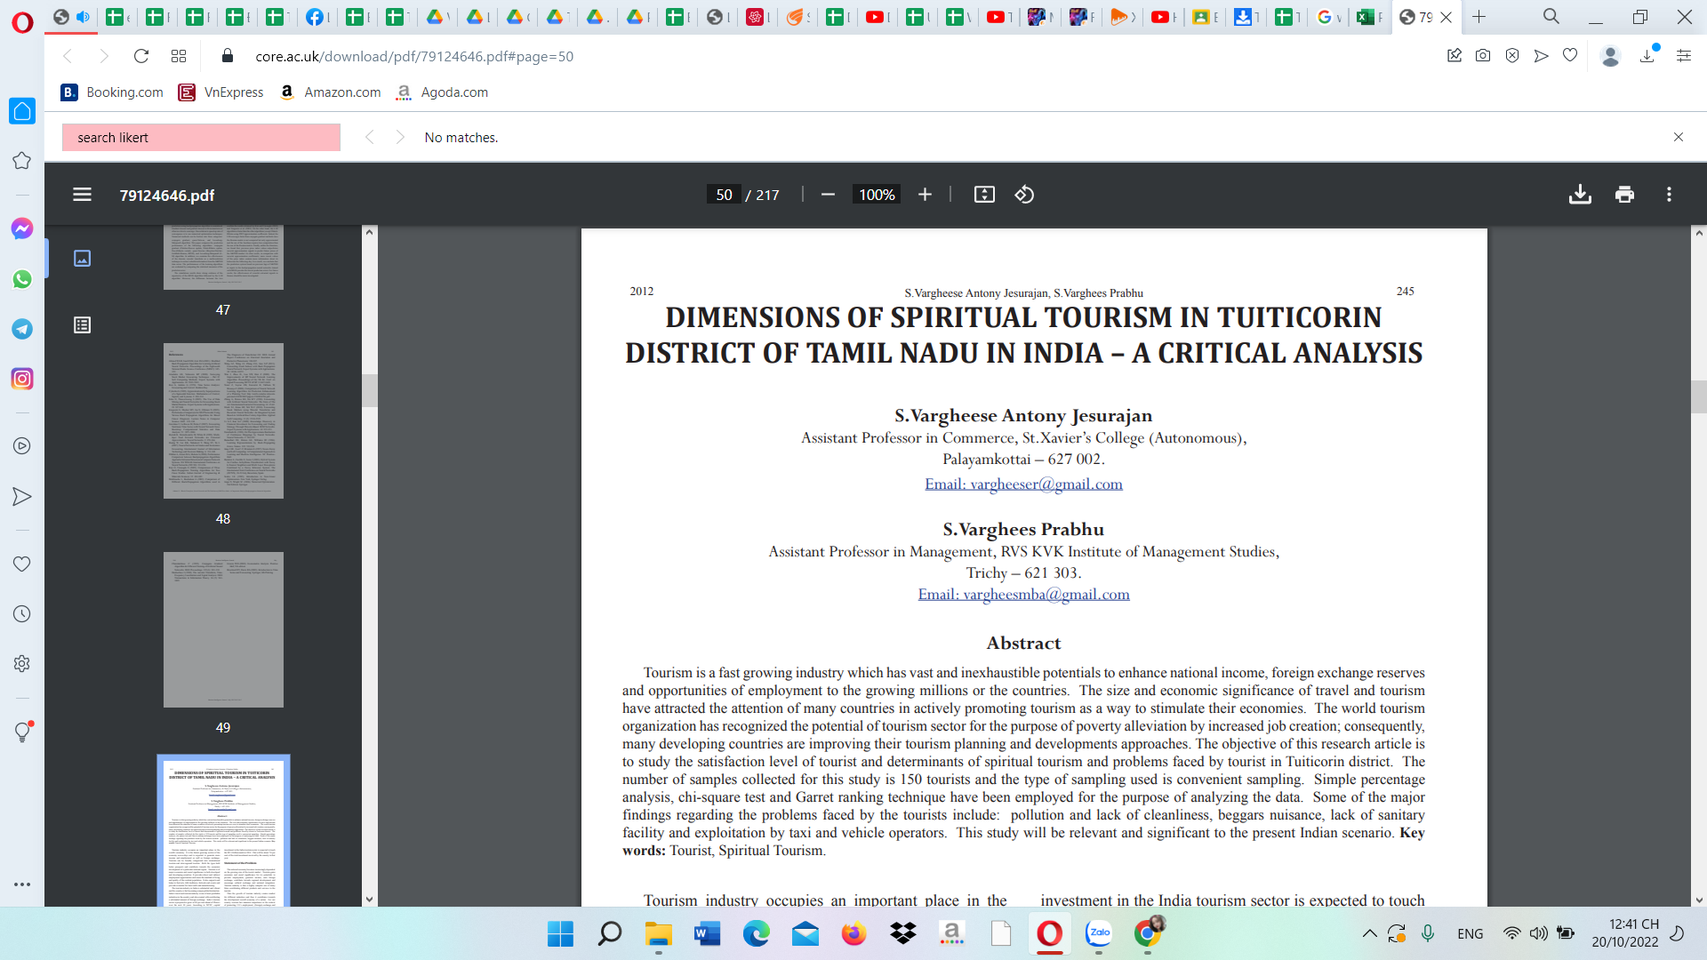 79
core.ac.uk/download/pdf/79124646.pdf#page=50
Booking.com
VnExpress
Amazon.com
Agoda.com
search likert
No matches.
79124646.pdf
50 / 217
100%
47
48
49
2012
S.Vargheese Antony Jesurajan, S.Varghees Prabhu
245
DIMENSIONS OF SPIRITUAL TOURISM IN TUITICORIN
DISTRICT OF TAMIL NADU IN INDIA – A CRITICAL ANALYSIS
S.Vargheese Antony Jesurajan
Assistant Professor in Commerce, St.Xavier's College (Autonomous),
Palayamkottai – 627 002.
Email: vargheeser@gmail.com
S.Varghees Prabhu
Assistant Professor in Management, RVS KVK Institute of Management Studies,
Trichy – 621 303.
Email: vargheesmba@gmail.com
Abstract
Tourism is a fast growing industry which has vast and inexhaustible potentials to enhance national income, foreign exchange reserves
and opportunities of employment to the growing millions or the countries. The size and economic significance of travel and tourism
have attracted the attention of many countries in actively promoting tourism as a way to stimulate their economies. The world tourism
organization has recognized the potential of tourism sector for the purpose of poverty alleviation by increased job creation; consequently,
many developing countries are improving their tourism planning and developments approaches. The objective of this research article is
to study the satisfaction level of tourist and determinants of spiritual tourism and problems faced by tourist in Tuiticorin district. The
number of samples collected for this study is 150 tourists and the type of sampling used is convenient sampling. Simple percentage
analysis, chi-square test and Garret ranking technique have been employed for the purpose of analyzing the data. Some of the major
findings regarding the problems faced by the tourists include: pollution and lack of cleanliness, beggars nuisance, lack of sanitary
facility and exploitation by taxi and vehicle operators. This study will be relevant and significant to the present Indian scenario. Key
words: Tourist, Spiritual Tourism.
Tourism industry occupies an important place in the
investment in the India tourism sector is expected to touch
DIMENSIONS OF SPIRITUAL TOURISM IN TUITICORIN
DISTRICT OF TAMIL NADU IN INDIA – A CRITICAL ANALYSIS
Zalo
ENG
12:41 CH
20/10/2022